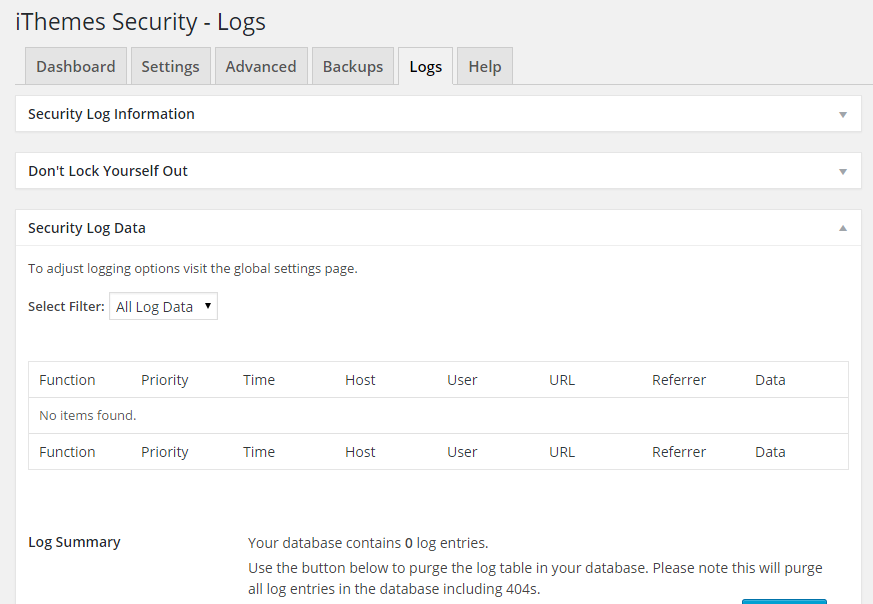 iThemes Security - Logs
Dashboard Settings Advanced Backups Logs Help
Security Log Information
Don't Lock Yourself Out
Security Log Data
To adjust logging options visit the global settings page.
Select Filter: All Log Data
Function Priority Time Host User URL Referrer Data
No items found.
Function Priority Time Host User URL Referrer Data
Log Summary Your database contains 0 log entries.
Use the button below to purge the log table in your database. Please note this will purge
all log entries in the database including 404s.